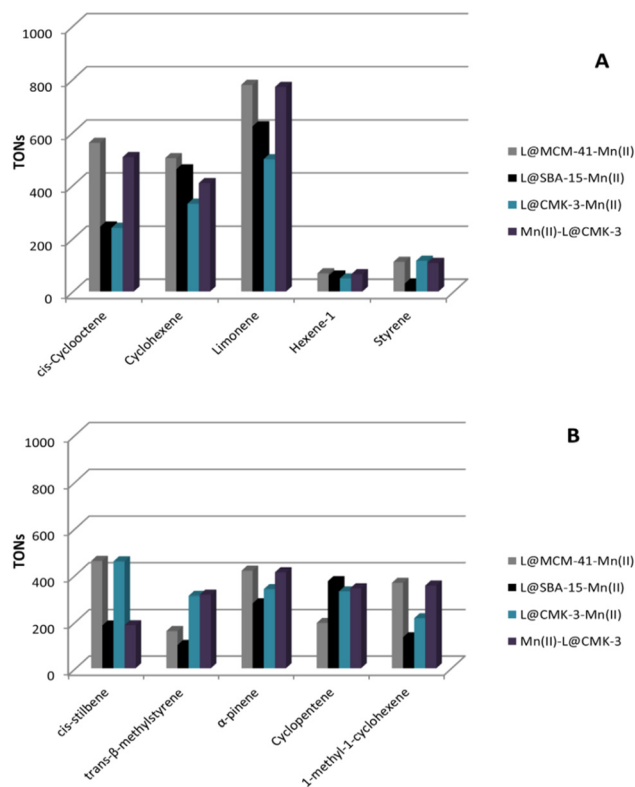 A
1000
800
600
400
200
0
TONs
cis-Cyclooctene
Cyclohexene
Limonene
Hexene-1
Styrene
L@MCM-41-Mn(II)
L@SBA-15-Mn(II)
L@CMK-3-Mn(II)
Mn(II)-L@CMK-3
B
1000
800
600
400
200
0
TONs
cis-stilbene
trans-β-methylstyrene
α-pinene
Cyclopentene
1-methyl-1-cyclohexene
L@MCM-41-Mn(II)
L@SBA-15-Mn(II)
L@CMK-3-Mn(II)
Mn(II)-L@CMK-3